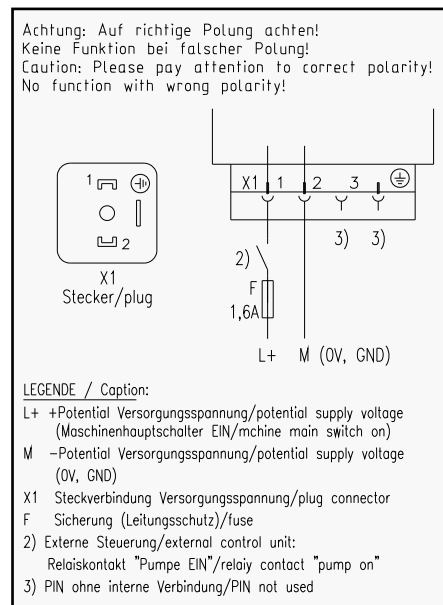 Achtung: Auf richtige Polung achten!
Keine Funktion bei falscher Polung!
Caution: Please pay attention to correct polarity!
No function with wrong polarity!
X1 1 2 3
1
2
X1
Stecker/plug
3) 3)
2)
F
1,6A
L+ M (0V, GND)
LEGENDE / Caption:
L+ +Potential Versorgungsspannung/potential supply voltage
(Maschinenhauptschalter EIN/mchine main switch on)
M -Potential Versorgungsspannung/potential supply voltage
(0V, GND)
X1 Steckverbindung Versorgungsspannung/plug connector
F Sicherung (Leitungsschutz)/fuse
2) Externe Steuerung/external control unit:
Relaiskontakt "Pumpe EIN"/relaiy contact "pump on"
3) PIN ohne interne Verbindung/PIN not used